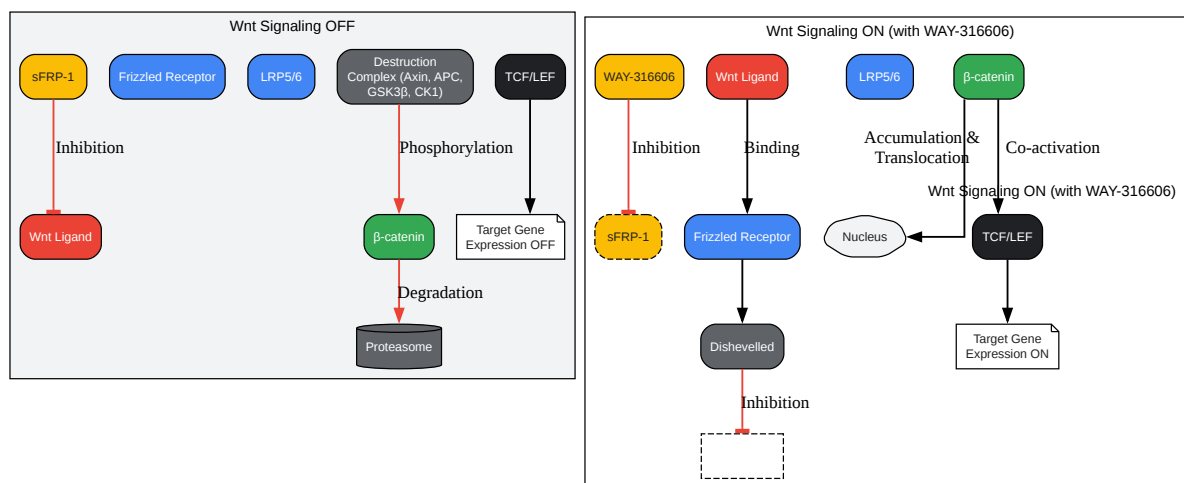 Wnt Signaling OFF
sFRP-1
Frizzled Receptor
LRP5/6
Destruction
Complex (Axin, APC,
GSK3β, CK1)
TCF/LEF
Inhibition
Phosphorylation
Wnt Ligand
β-catenin
Target Gene
Expression OFF
Degradation
Proteasome
Wnt Signaling ON (with WAY-316606)
WAY-316606
Wnt Ligand
LRP5/6
β-catenin
Inhibition
Binding
Accumulation &
Translocation
Co-activation
Wnt Signaling ON (with WAY-316606)
sFRP-1
Frizzled Receptor
Nucleus
TCF/LEF
Dishevelled
Target Gene
Expression ON
Inhibition